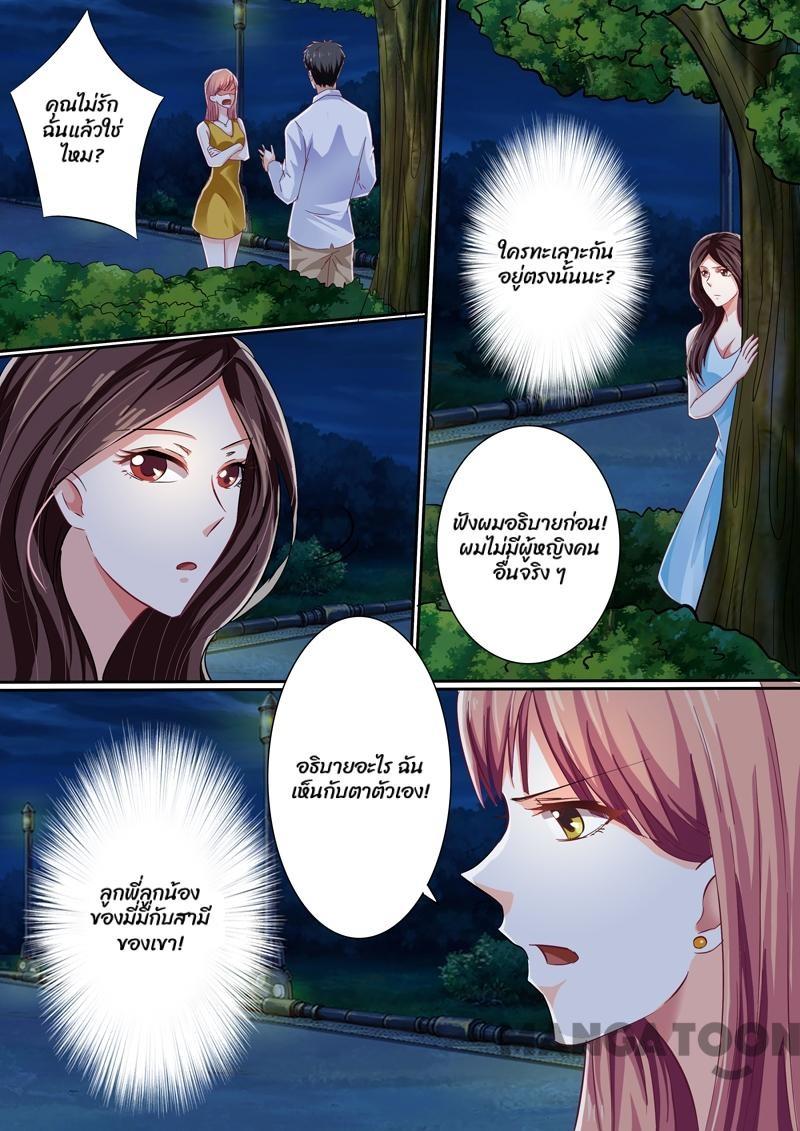 คุณไม่รัก
ฉันแล้วใช่
ไหม?
ใครทะเลาะกัน
อยู่ตรงนั้นนะ?
ฟังผมอธิบายก่อน!
ผมไม่มีผู้หญิงคน
อื่นจริง ๆ
อธิบายอะไร ฉัน
เห็นกับตาตัวเอง!
ลูกพี่ลูกน้อง
ของมี่มี่กับสามี
ของเขา!
MANGATOON